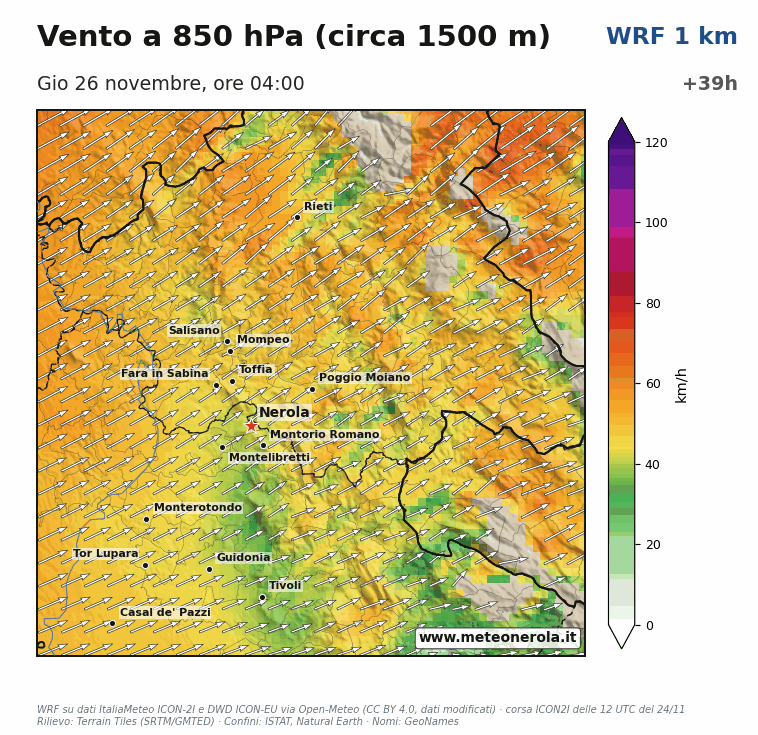 Vento a 850 hPa (circa 1500 m)
WRF 1 km
Gio 26 novembre, ore 04:00
+39h
Rieti
Salisano
Mompeo
Fara in Sabina
Toffia
Poggio Moiano
Nerola
Montorio Romano
Montelibretti
Monterotondo
Tor Lupara
Guidonia
Tivoli
Casal de' Pazzi
www.meteonerola.it
120
100
80
60
40
20
0
km/h
WRF su dati ItaliaMeteo ICON-2I e DWD ICON-EU via Open-Meteo (CC BY 4.0, dati modificati) · corsa ICON2I delle 12 UTC del 24/11
Rilievo: Terrain Tiles (SRTM/GMTED) · Confini: ISTAT, Natural Earth · Nomi: GeoNames